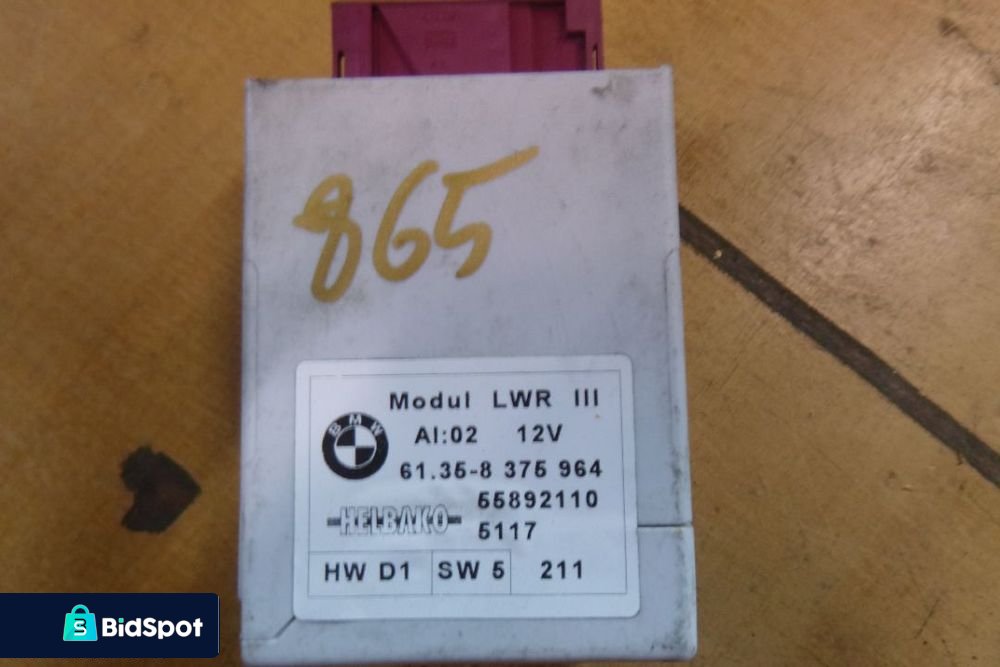 865
Modul LWR III
BMW
AI:02 12V
61.35-8 375 964
55892110
HELBAKO
5117
HW D1 SW 5 211
BidSpot